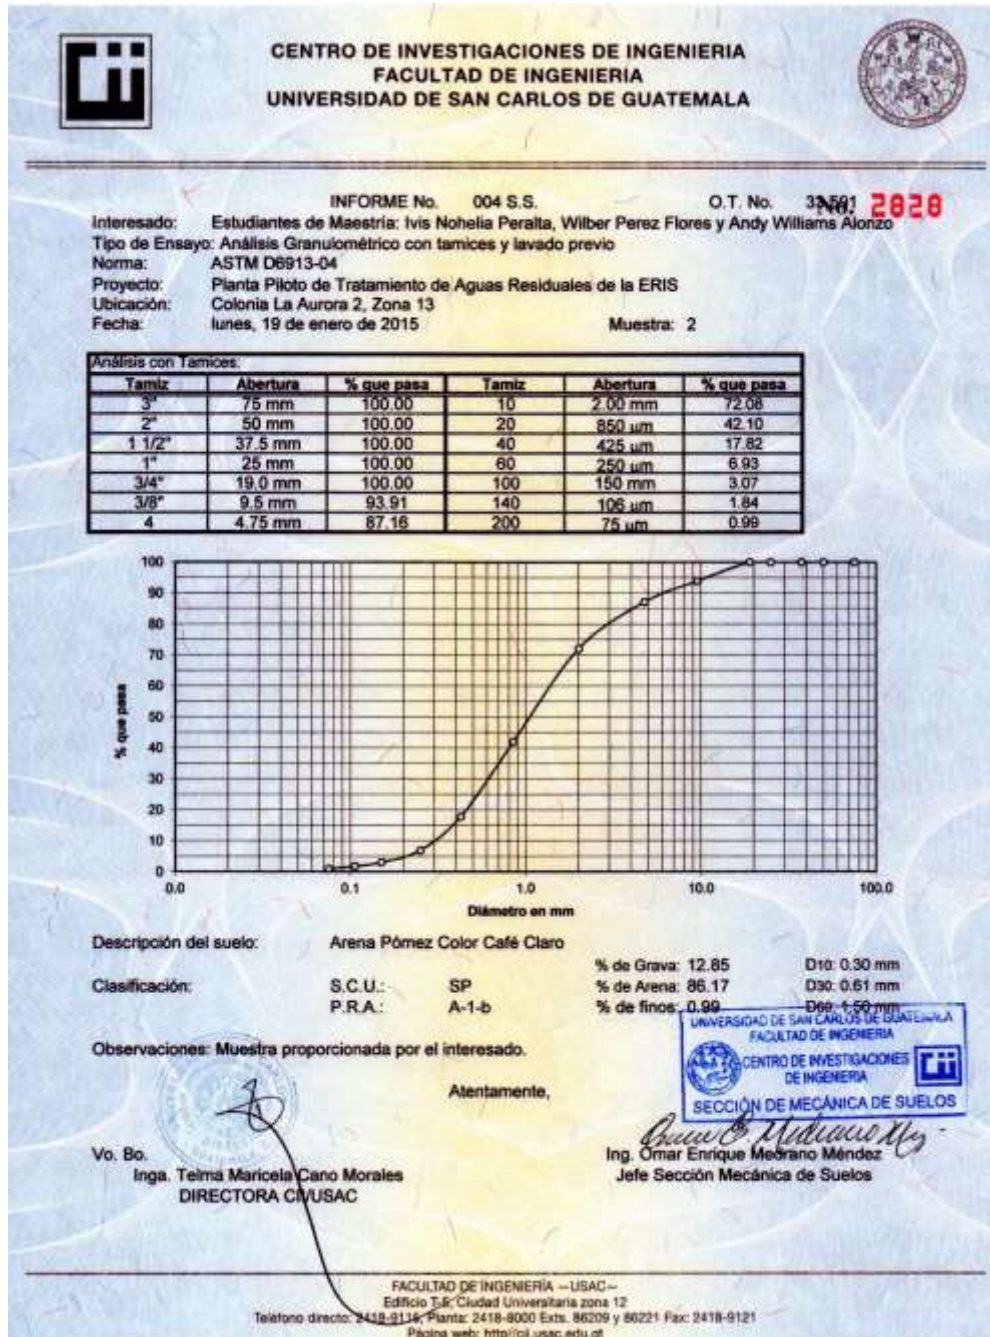 CENTRO DE INVESTIGACIONES DE INGENIERIA
FACULTAD DE INGENIERIA
UNIVERSIDAD DE SAN CARLOS DE GUATEMALA
INFORME No. 004 S.S. O.T. No. No. 2828
Interesado: Estudiantes de Maestría: Ivis Nohelia Peralta, Wilber Perez Flores y Andy Williams Alonzo
Tipo de Ensayo: Análisis Granulométrico con tamices y lavado previo
Norma: ASTM D6913-04
Proyecto: Planta Piloto de Tratamiento de Aguas Residuales de la ERIS
Ubicación: Colonia La Aurora 2, Zona 13
Fecha: lunes, 19 de enero de 2015 Muestra: 2
Análisis con Tamices:
Tamiz Abertura % que pasa Tamiz Abertura % que pasa
3" 75 mm 100.00 10 2.00 mm 72.08
2" 50 mm 100.00 20 850 µm 42.10
1 1/2" 37.5 mm 100.00 40 425 µm 17.82
1" 25 mm 100.00 60 250 µm 6.93
3/4" 19.0 mm 100.00 100 150 mm 3.07
3/8" 9.5 mm 93.91 140 106 µm 1.84
4 4.75 mm 87.16 200 75 µm 0.99
100
90
80
70
60
50
40
30
20
10
0
% que pasa
0.0 0.1 1.0 10.0 100.0
Diámetro en mm
Descripción del suelo: Arena Pómez Color Café Claro
% de Grava: 12.85 D10: 0.30 mm
Clasificación: S.C.U.: SP % de Arena: 86.17 D30: 0.61 mm
P.R.A.: A-1-b % de finos: 0.99 D60: 1.50 mm
UNIVERSIDAD DE SAN CARLOS DE GUATEMALA
FACULTAD DE INGENIERIA
CENTRO DE INVESTIGACIONES
DE INGENIERIA
SECCIÓN DE MECÁNICA DE SUELOS
Observaciones: Muestra proporcionada por el interesado.
Atentamente,
Vo. Bo.
Inga. Telma Maricela Cano Morales
DIRECTORA CII/USAC
Ing. Omar Enrique Medrano Méndez
Jefe Sección Mecánica de Suelos
FACULTAD DE INGENIERÍA —USAC—
Edificio T-5, Ciudad Universitaria zona 12
Teléfono directo: 2418-9115, Planta: 2418-8000 Exts. 86209 y 86221 Fax: 2418-9121
Página web: http//cii.usac.edu.gt